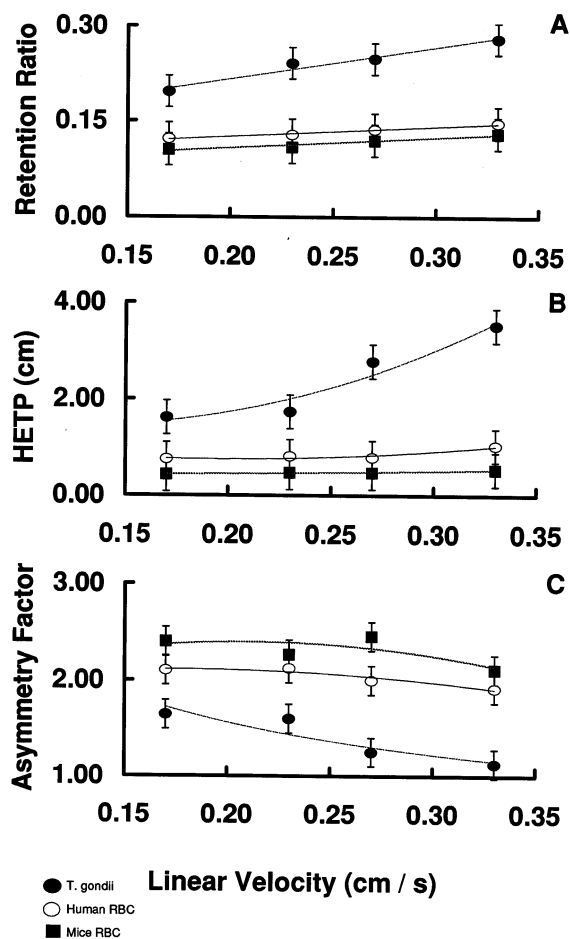 A
Retention Ratio
0.30
0.15
0.00
0.15 0.20 0.25 0.30 0.35
B
HETP (cm)
4.00
2.00
0.00
0.15 0.20 0.25 0.30 0.35
C
Asymmetry Factor
3.00
2.00
1.00
0.15 0.20 0.25 0.30 0.35
Linear Velocity (cm / s)
T. gondii
Human RBC
Mice RBC